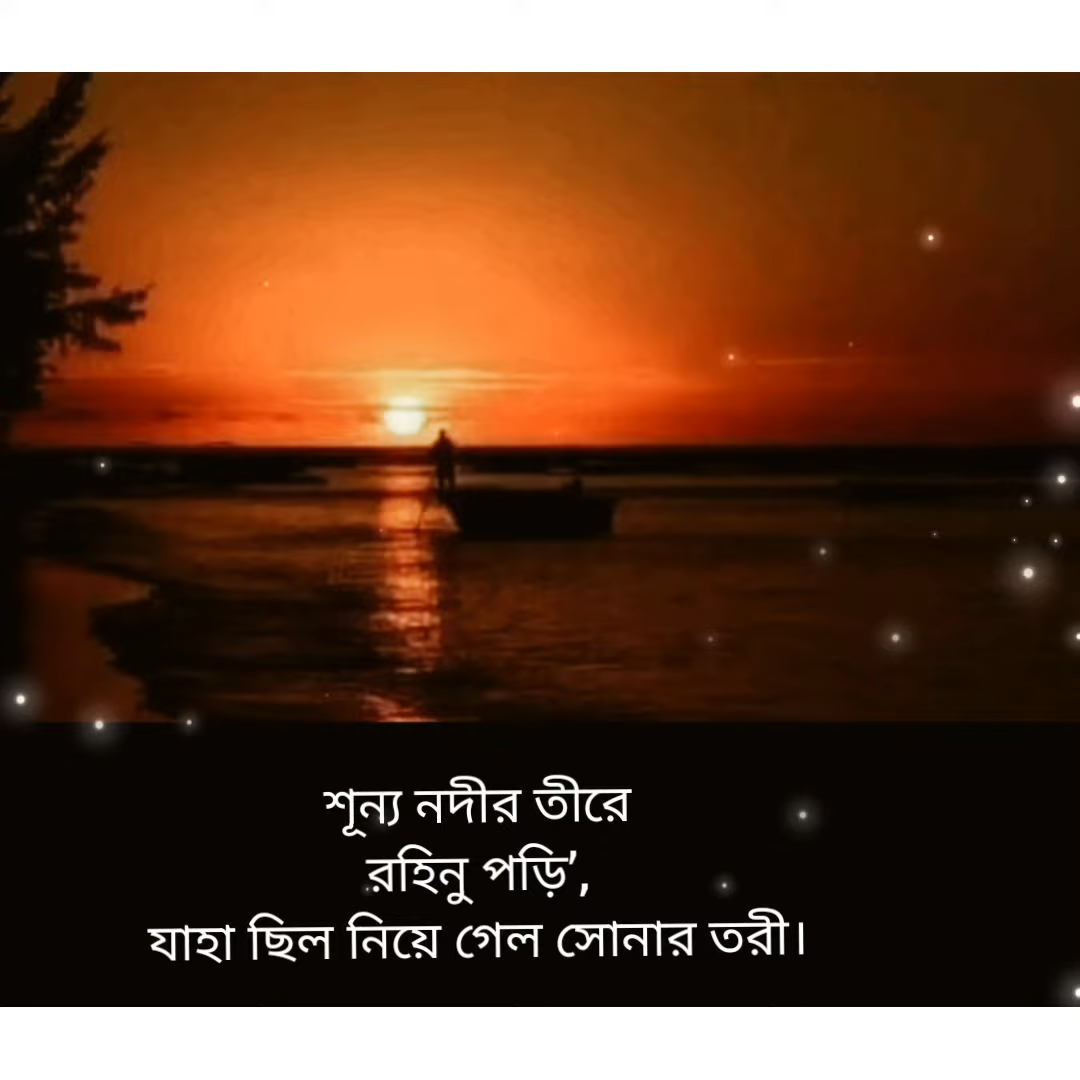 শূন্য নদীর তীরে
রহিনু পড়ি’,
যাহা ছিল নিয়ে গেল সোনার তরী।